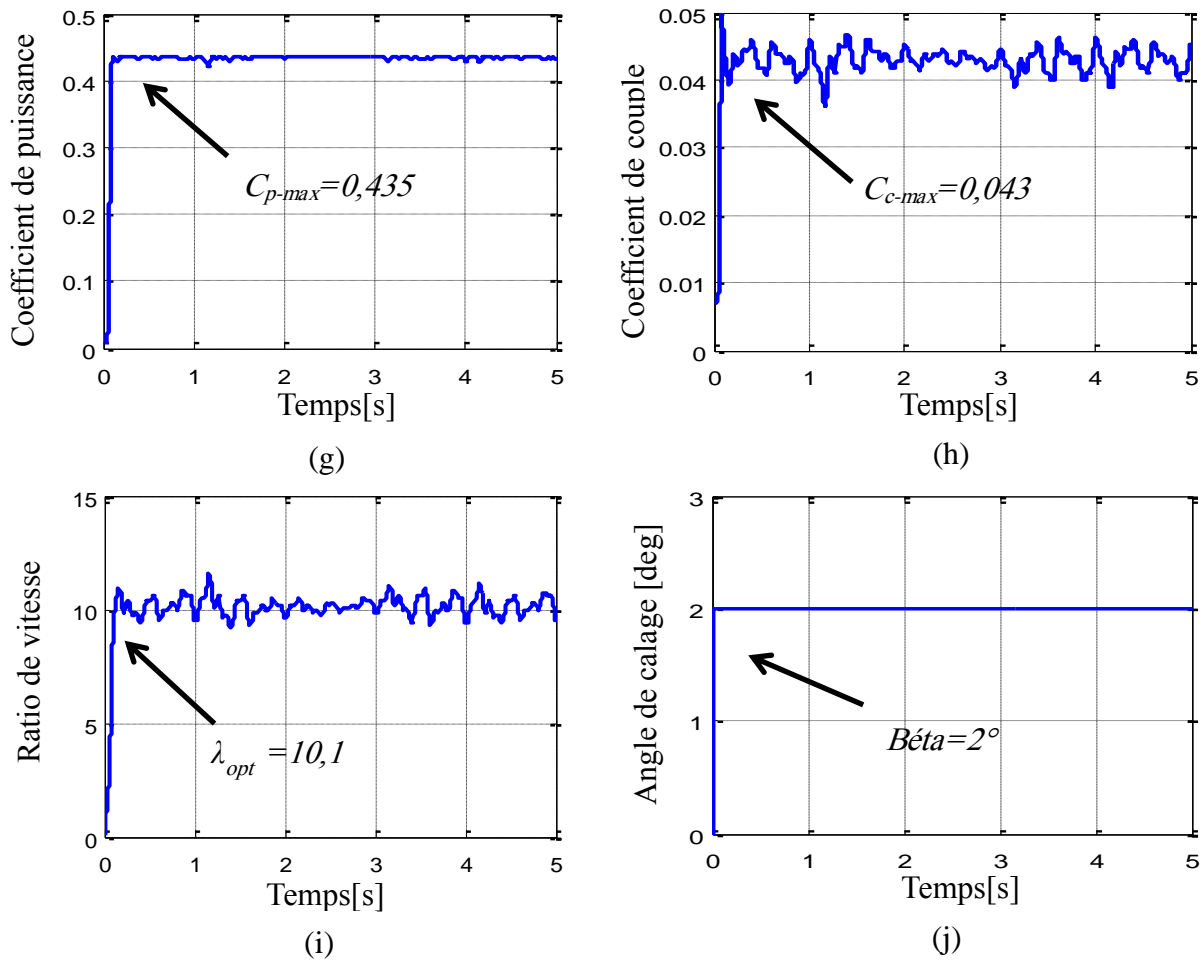 0.5
0.4
0.3
0.2
0.1
0
Coefficient de puissance
C_{p-max}=0,435
0 1 2 3 4 5
Temps[s]
(g)
0.05
0.04
0.03
0.02
0.01
0
Coefficient de couple
C_{c-max}=0,043
0 1 2 3 4 5
Temps[s]
(h)
15
10
5
0
Ratio de vitesse
λ_{opt} =10,1
0 1 2 3 4 5
Temps[s]
(i)
3
2
1
0
Angle de calage [deg]
Béta=2°
0 1 2 3 4 5
Temps[s]
(j)